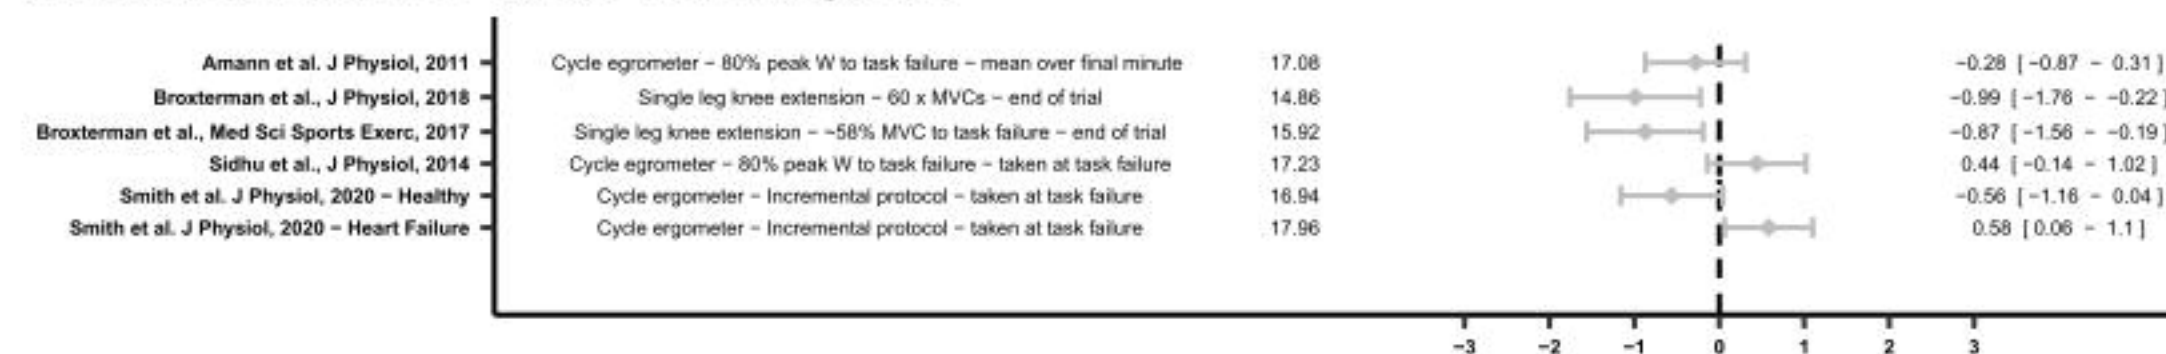 Amann et al. J Physiol, 2011 Cycle egrometer − 80% peak W to task failure − mean over final minute 17.08 −0.28 [ −0.87 − 0.31 ]
Broxterman et al., J Physiol, 2018 Single leg knee extension − 60 x MVCs − end of trial 14.86 −0.99 [ −1.76 − −0.22 ]
Broxterman et al., Med Sci Sports Exerc, 2017 Single leg knee extension − ~58% MVC to task failure − end of trial 15.92 −0.87 [ −1.56 − −0.19 ]
Sidhu et al., J Physiol, 2014 Cycle egrometer − 80% peak W to task failure − taken at task failure 17.23 0.44 [ −0.14 − 1.02 ]
Smith et al. J Physiol, 2020 − Healthy Cycle ergometer − Incremental protocol − taken at task failure 16.94 −0.56 [ −1.16 − 0.04 ]
Smith et al. J Physiol, 2020 − Heart Failure Cycle ergometer − Incremental protocol − taken at task failure 17.96 0.58 [ 0.06 − 1.1 ]
−3 −2 −1 0 1 2 3